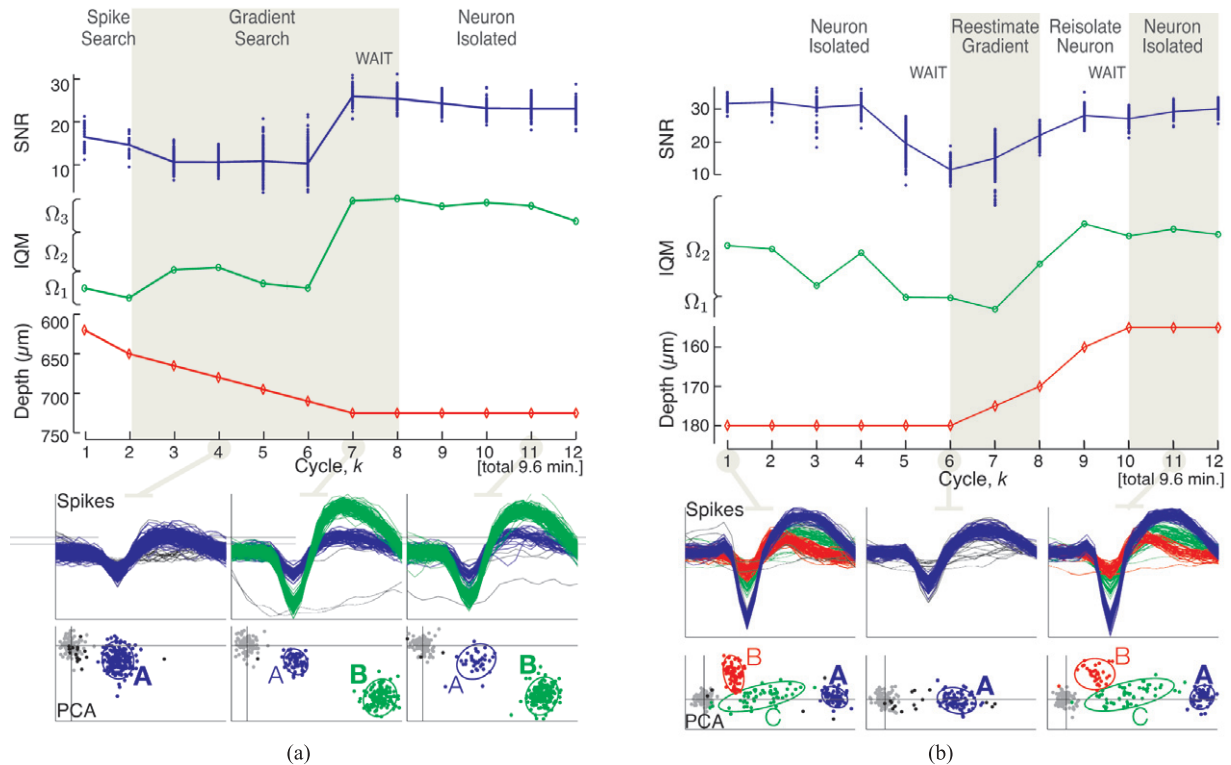 Spike Search
Gradient Search
Neuron Isolated
WAIT
SNR
30
20
10
IQM
Ω3
Ω2
Ω1
Depth (µm)
600
650
700
750
1 2 3 4 5 6 7 8 9 10 11 12
Cycle, k
[total 9.6 min.]
Spikes
PCA
A
A
B
A
B
(a)
Neuron Isolated
Reestimate Gradient
Reisolate Neuron
Neuron Isolated
WAIT
WAIT
SNR
30
20
10
IQM
Ω2
Ω1
Depth (µm)
160
170
180
1 2 3 4 5 6 7 8 9 10 11 12
Cycle, k
[total 9.6 min.]
Spikes
PCA
B
A
C
A
B
A
C
(b)